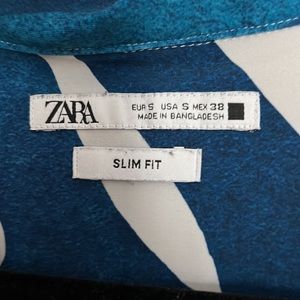 ZARA
EUR S USA S MEX 38
MADE IN BANGLADESH
SLIM FIT